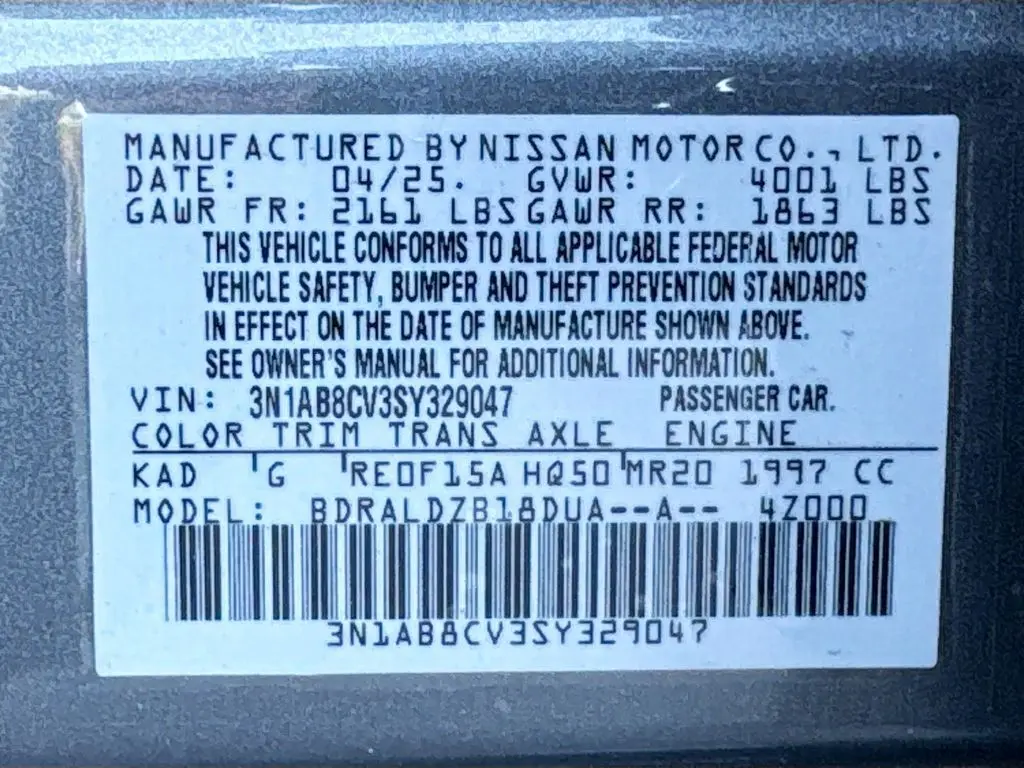 MANUFACTURED BY NISSAN MOTOR CO., LTD.
DATE: 04/25. GVWR: 4001 LBS
GAWR FR: 2161 LBS GAWR RR: 1863 LBS
THIS VEHICLE CONFORMS TO ALL APPLICABLE FEDERAL MOTOR
VEHICLE SAFETY, BUMPER AND THEFT PREVENTION STANDARDS
IN EFFECT ON THE DATE OF MANUFACTURE SHOWN ABOVE.
SEE OWNER'S MANUAL FOR ADDITIONAL INFORMATION.
VIN: 3N1AB8CV3SY329047 PASSENGER CAR.
COLOR TRIM TRANS AXLE ENGINE
KAD G RE0F15A HQ50 MR20 1997 CC
MODEL: BDRALDZB18DUA--A-- 4Z000
3N1AB8CV3SY329047